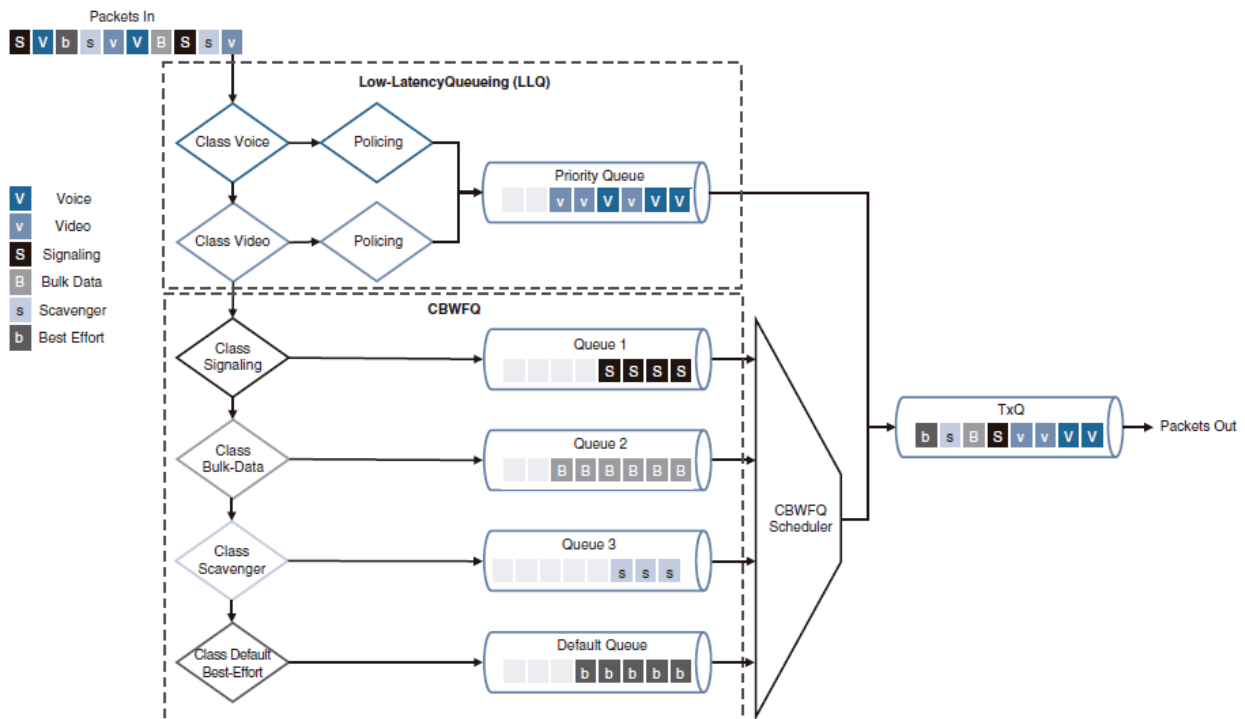 Packets In
S V b s v V B S s v
Low-LatencyQueueing (LLQ)
Class Voice
Policing
Priority Queue
v v V v V V
V Voice
v Video
S Signaling
B Bulk Data
s Scavenger
b Best Effort
Class Video
Policing
CBWFQ
Class
Signaling
Queue 1
S S S S
Class
Bulk-Data
Queue 2
B B B B B B
Class
Scavenger
Queue 3
s s s
Class Default
Best-Effort
Default Queue
b b b b b
CBWFQ
Scheduler
TxQ
b s B S v v V V
Packets Out